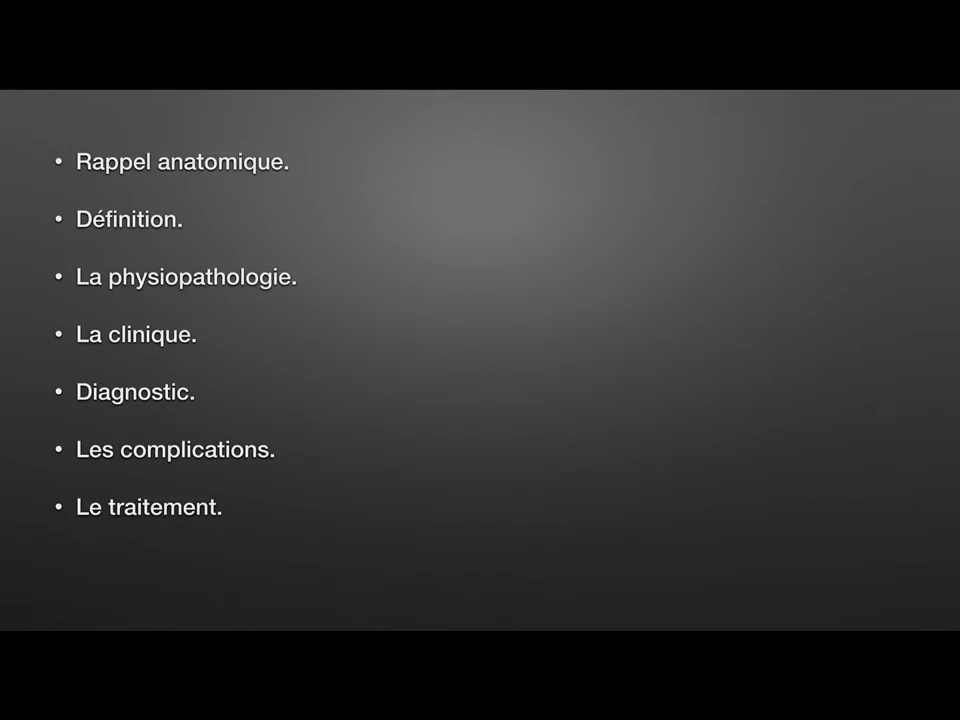 • Rappel anatomique.
• Définition.
• La physiopathologie.
• La clinique.
• Diagnostic.
• Les complications.
• Le traitement.